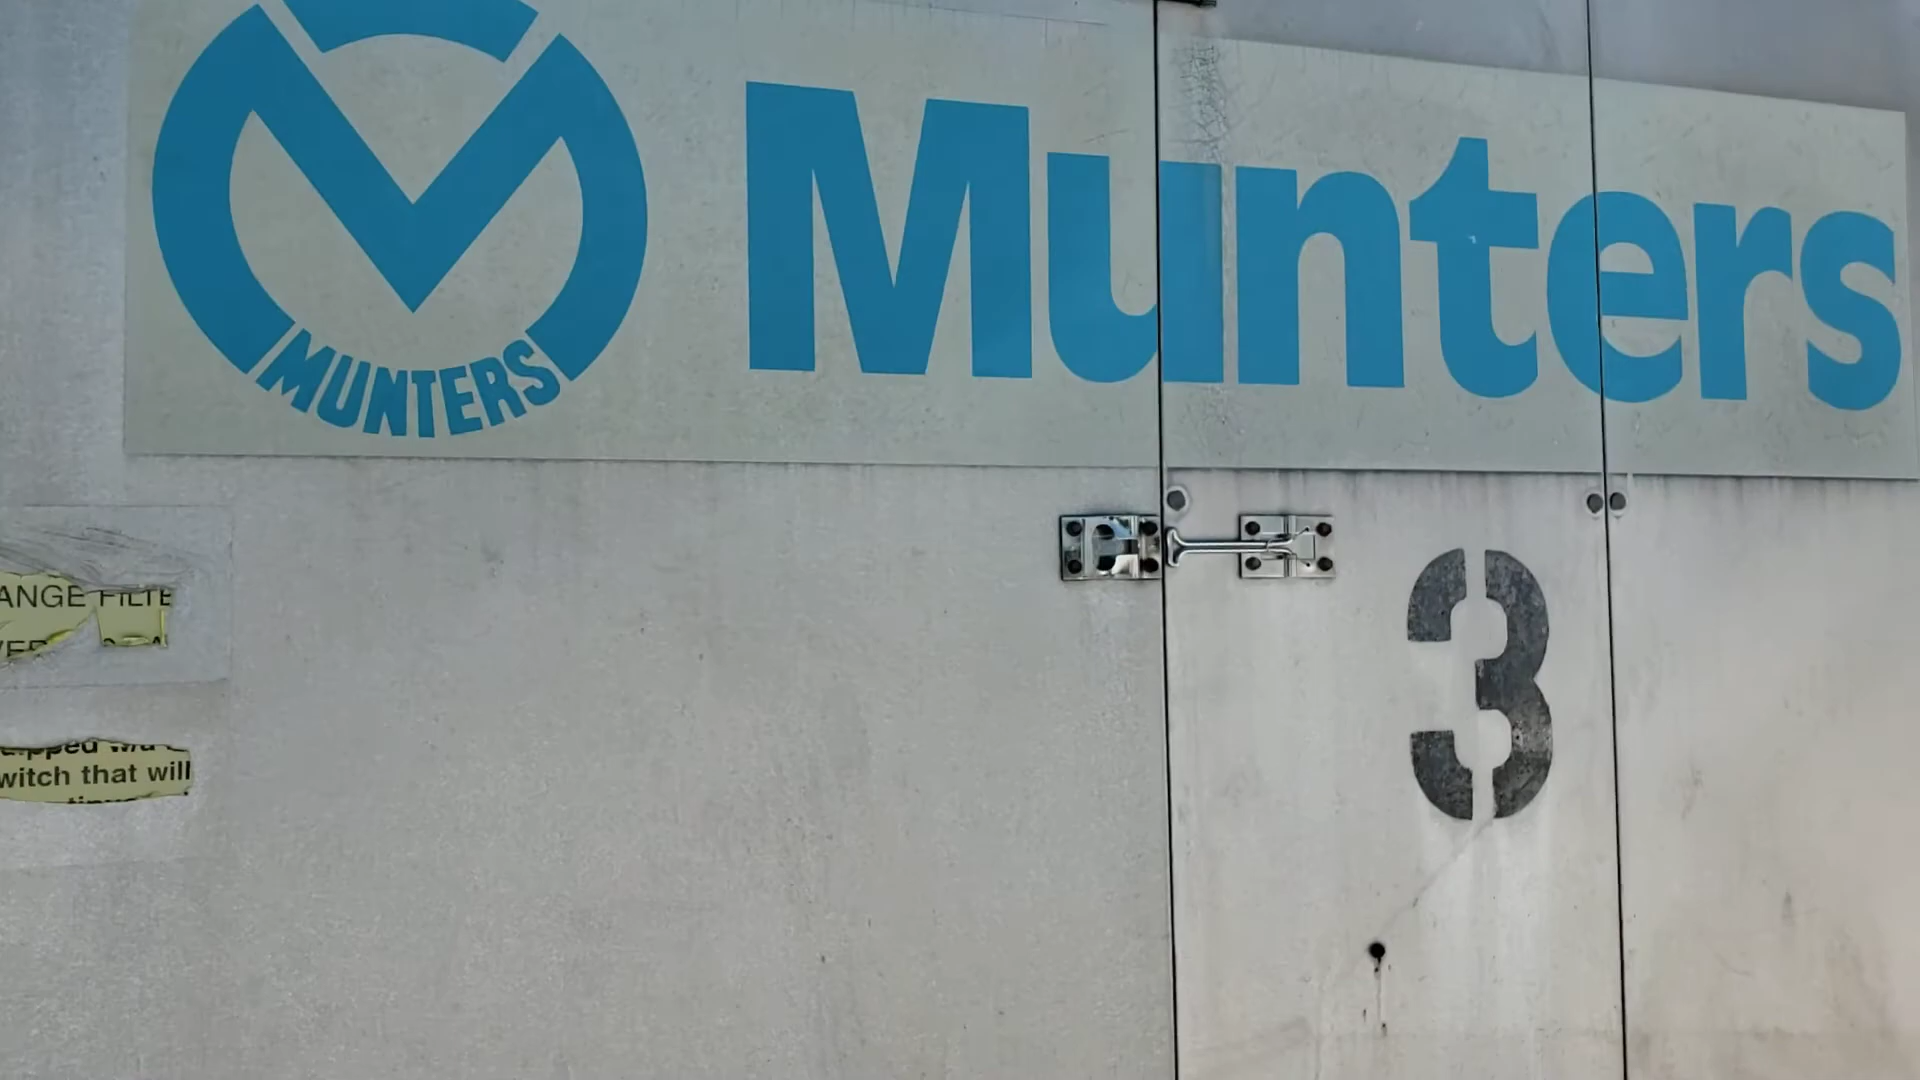 MUNTERS
Munters
3
ANGE FILTE
witch that will